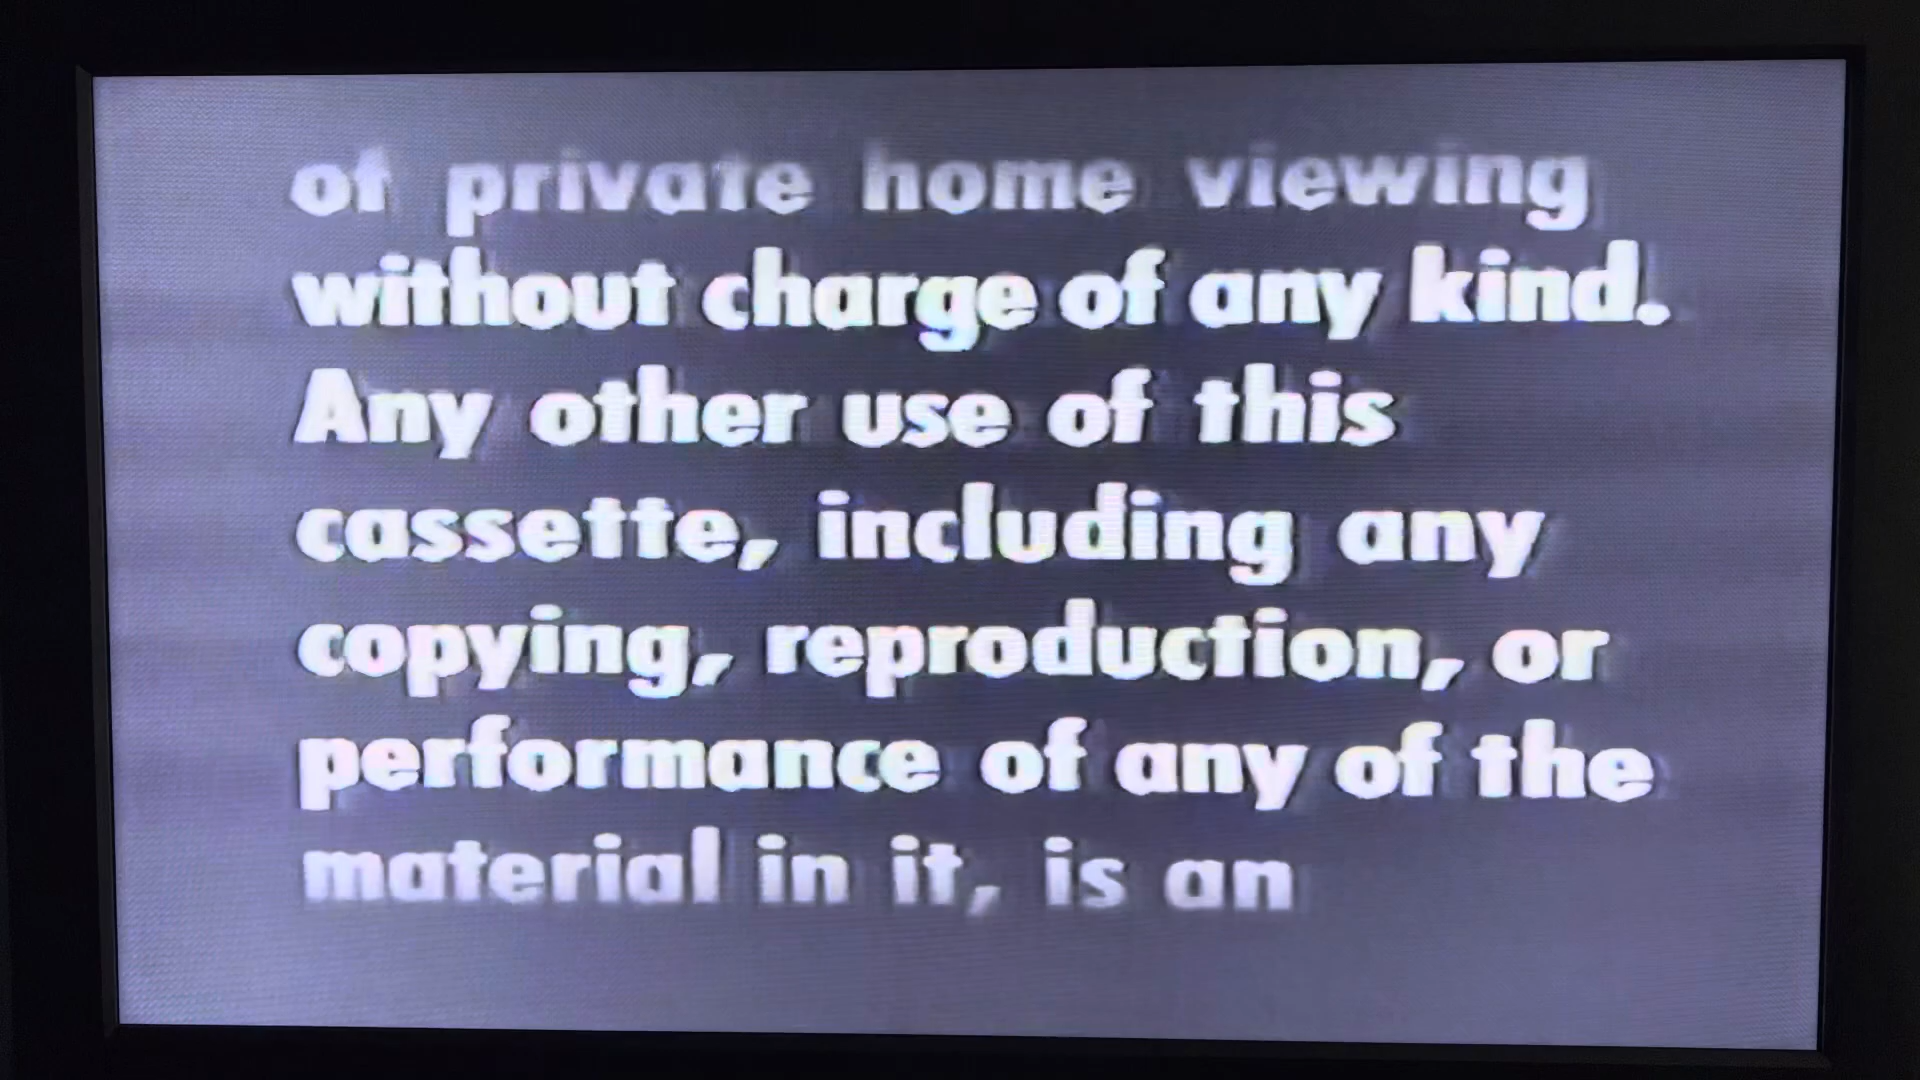 of private home viewing
without charge of any kind.
Any other use of this
cassette, including any
copying, reproduction, or
performance of any of the
material in it, is an